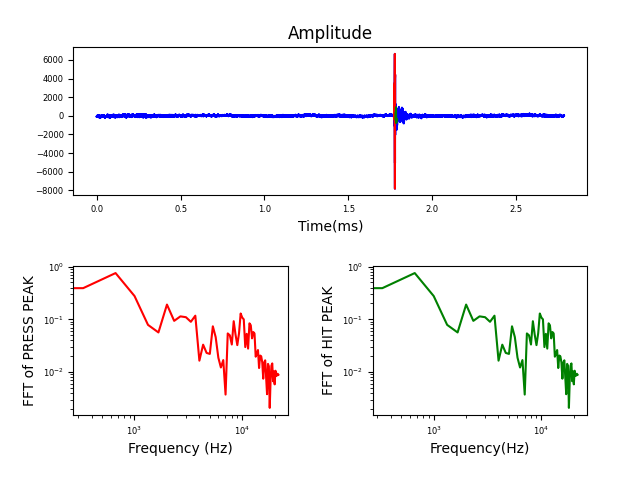 Amplitude
6000
4000
2000
0
−2000
−4000
−6000
−8000
0.0 0.5 1.0 1.5 2.0 2.5
Time(ms)
FFT of PRESS PEAK
10⁰
10⁻¹
10⁻²
10³ 10⁴
Frequency (Hz)
FFT of HIT PEAK
10⁰
10⁻¹
10⁻²
10³ 10⁴
Frequency(Hz)